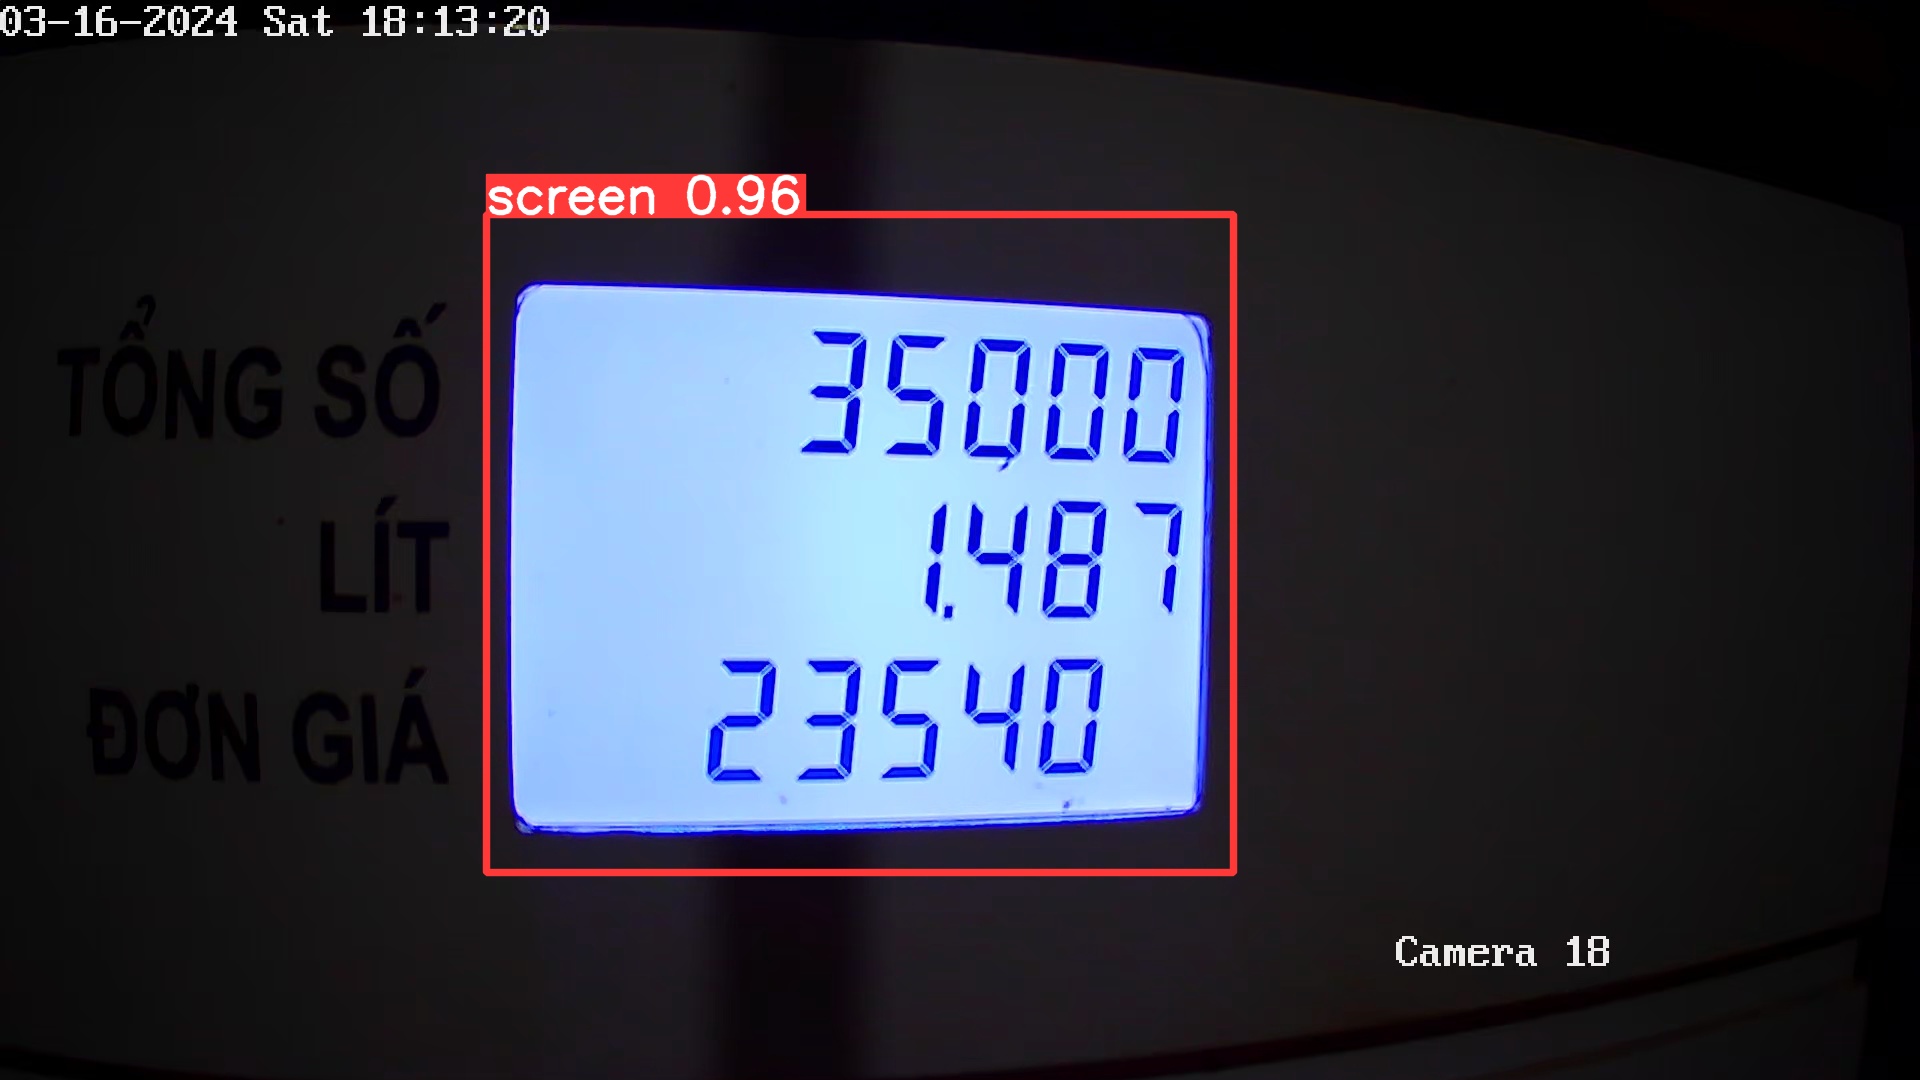 03-16-2024 Sat 18:13:20
screen 0.96
TỔNG SỐ 35000
LÍT 1.487
ĐƠN GIÁ 23540
Camera 18